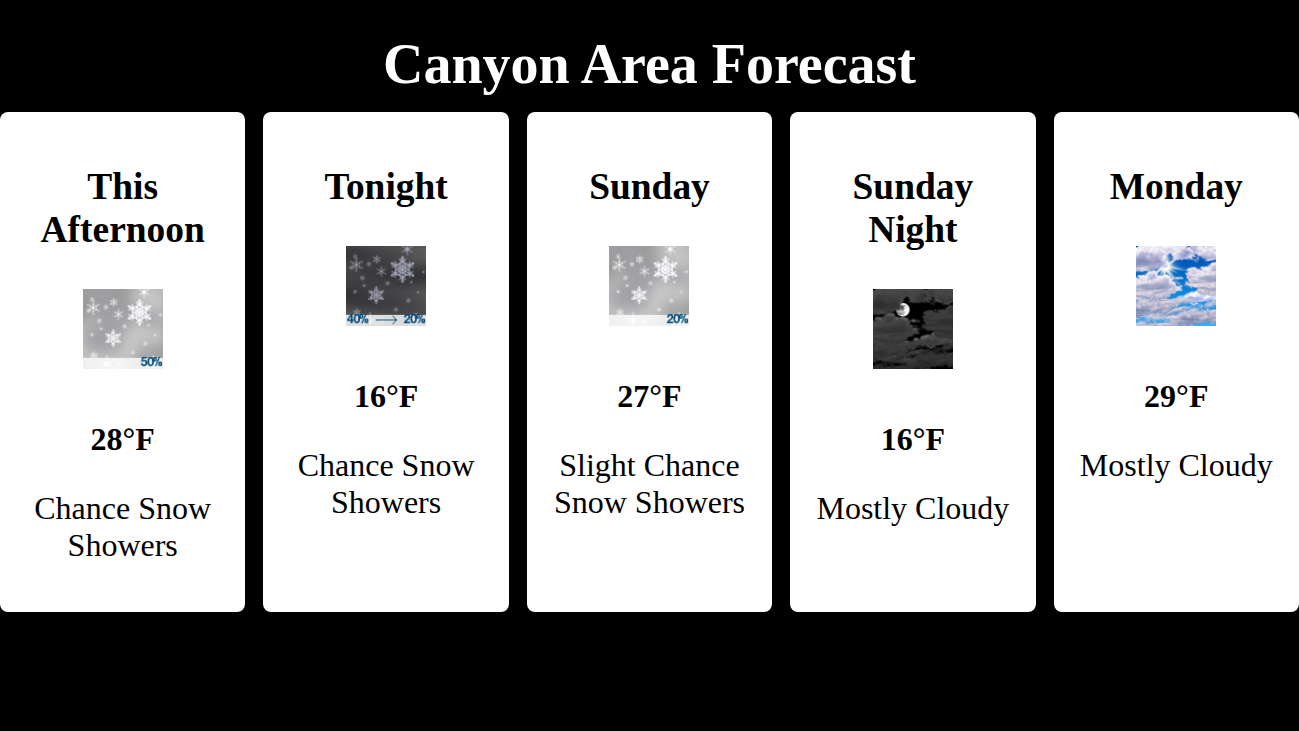 Canyon Area Forecast
This
Afternoon
50%
28°F
Chance Snow
Showers
Tonight
40% → 20%
16°F
Chance Snow
Showers
Sunday
20%
27°F
Slight Chance
Snow Showers
Sunday
Night
16°F
Mostly Cloudy
Monday
29°F
Mostly Cloudy